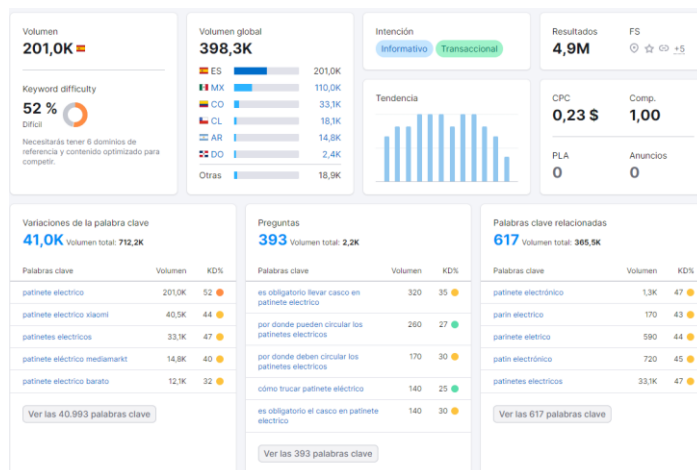 Volumen
201,0K
Keyword difficulty
52 %
Difícil
Necesitarás tener 6 dominios de
referencia y contenido optimizado para
competir.
Volumen global
398,3K
ES 201,0K
MX 110,0K
CO 33,1K
CL 18,1K
AR 14,8K
DO 2,4K
Otras 18,9K
Intención
Informativo Transaccional
Tendencia
Resultados FS
4,9M +5
CPC Comp.
0,23 $ 1,00
PLA Anuncios
0 0
Variaciones de la palabra clave
41,0K Volumen total: 712,2K
Palabras clave Volumen KD%
patinete electrico 201,0K 52
patinete electrico xiaomi 40,5K 44
patinetes electricos 33,1K 47
patinete eléctrico mediamarkt 14,8K 40
patinete electrico barato 12,1K 32
Ver las 40.993 palabras clave
Preguntas
393 Volumen total: 2,2K
Palabras clave Volumen KD%
es obligatorio llevar casco en 320 35
patinete electrico
por donde pueden circular los 260 27
patinetes electricos
por donde deben circular los 170 30
patinetes electricos
cómo trucar patinete eléctrico 140 25
es obligatorio el casco en patinete 140 30
electrico
Ver las 393 palabras clave
Palabras clave relacionadas
617 Volumen total: 365,5K
Palabras clave Volumen KD%
patinete electrónico 1,3K 47
parin electrico 170 43
parinete eletrico 590 44
patin electrónico 720 45
patinetes electricos 33,1K 47
Ver las 617 palabras clave